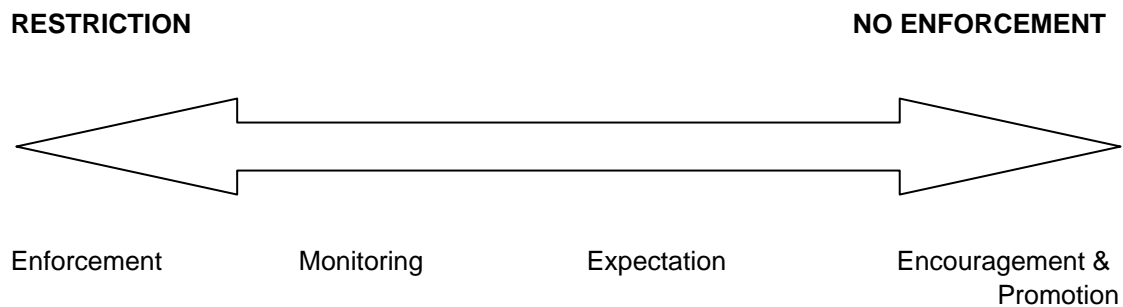 RESTRICTION NO ENFORCEMENT
Enforcement Monitoring Expectation Encouragement &
Promotion